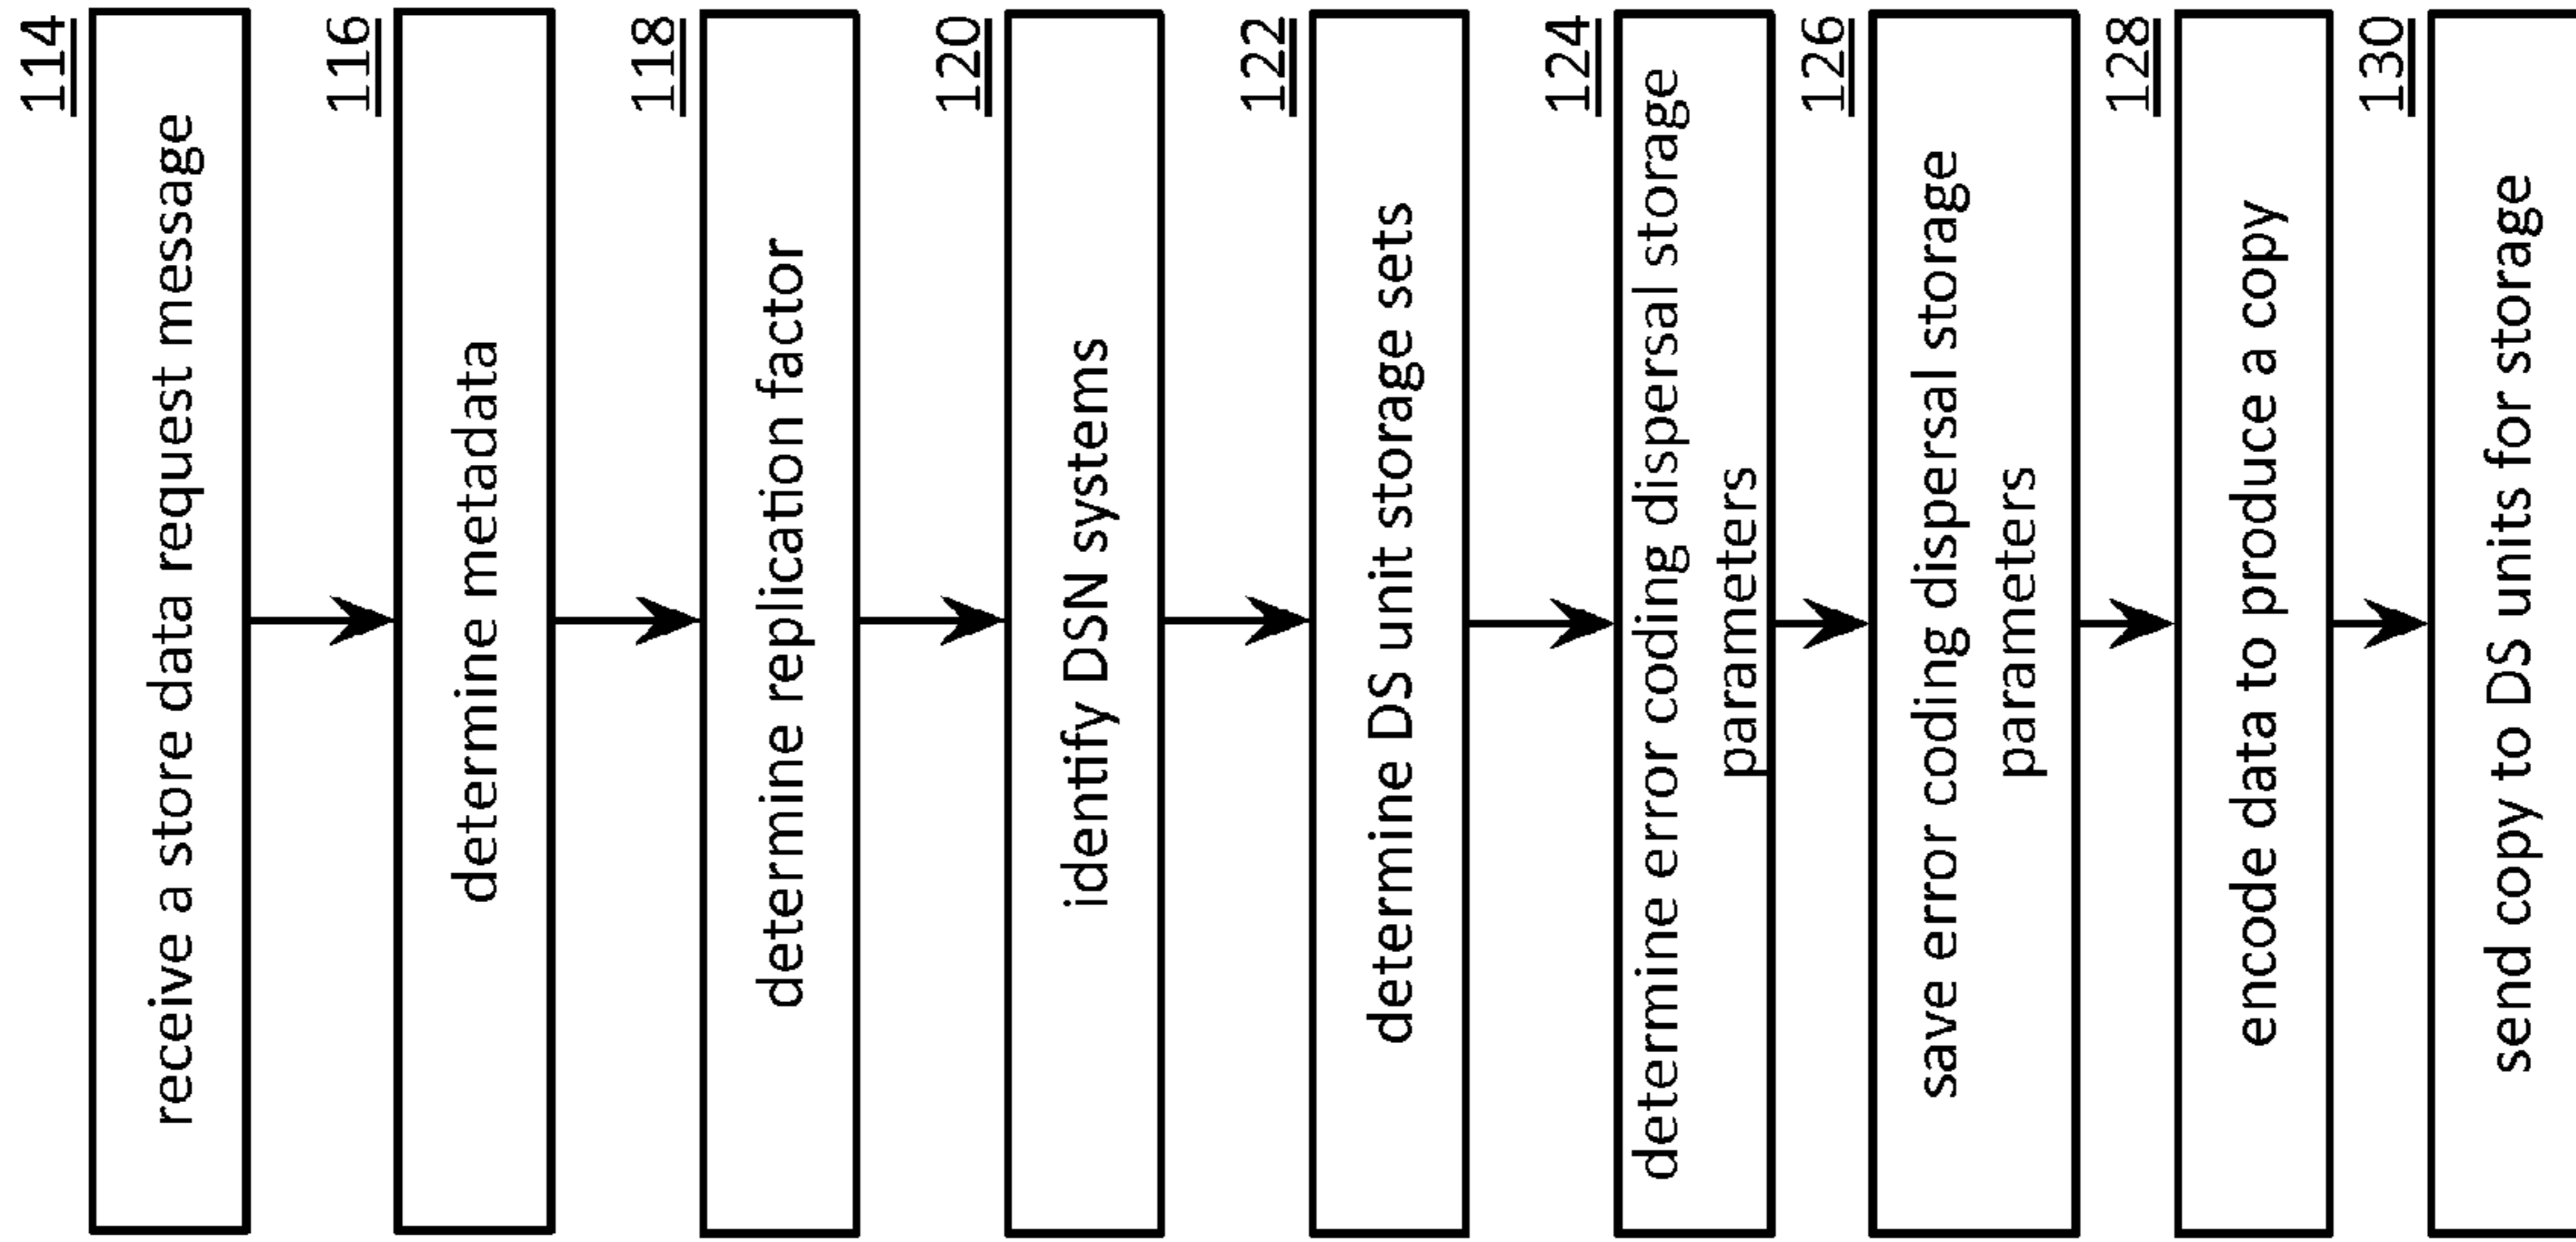 114
receive a store data request message
116
determine metadata
118
determine replication factor
120
identify DSN systems
122
determine DS unit storage sets
124
determine error coding dispersal storage
parameters
126
save error coding dispersal storage
parameters
128
encode data to produce a copy
130
send copy to DS units for storage